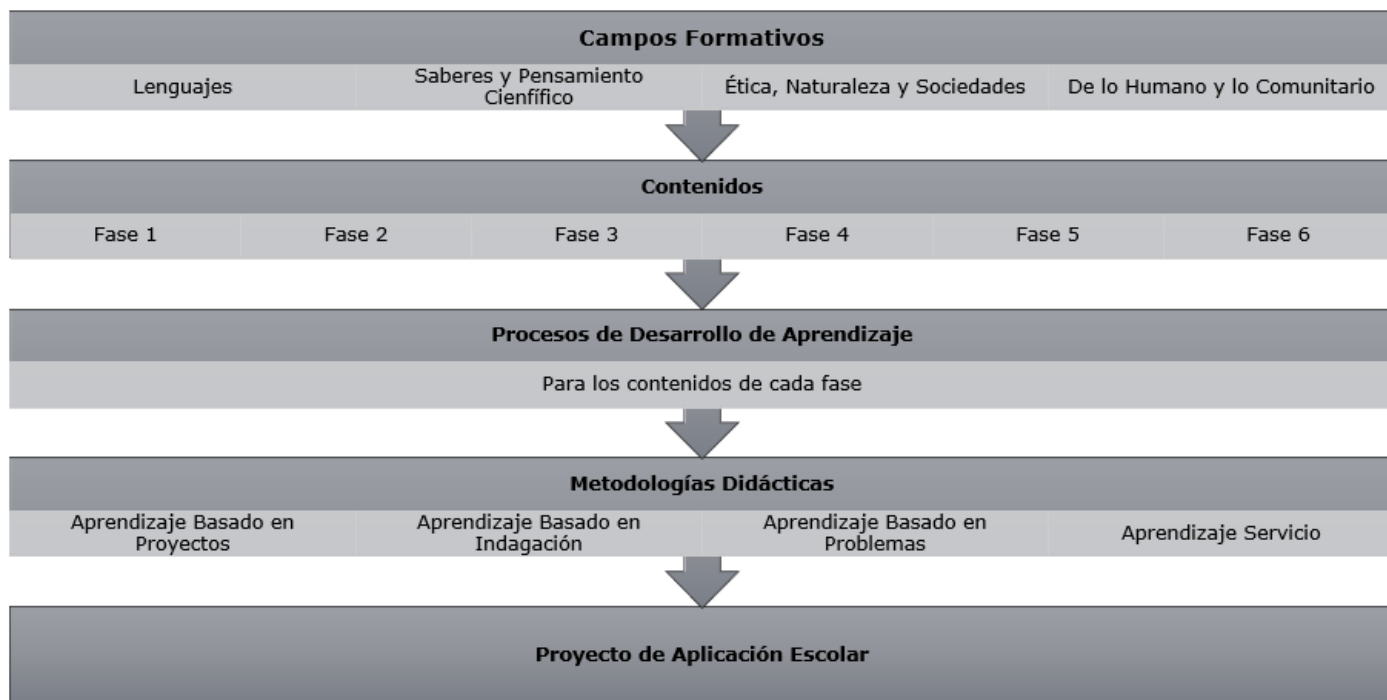 Campos Formativos
Lenguajes
Saberes y Pensamiento
Cienfífico
Ética, Naturaleza y Sociedades
De lo Humano y lo Comunitario
Contenidos
Fase 1
Fase 2
Fase 3
Fase 4
Fase 5
Fase 6
Procesos de Desarrollo de Aprendizaje
Para los contenidos de cada fase
Metodologías Didácticas
Aprendizaje Basado en
Proyectos
Aprendizaje Basado en
Indagación
Aprendizaje Basado en
Problemas
Aprendizaje Servicio
Proyecto de Aplicación Escolar